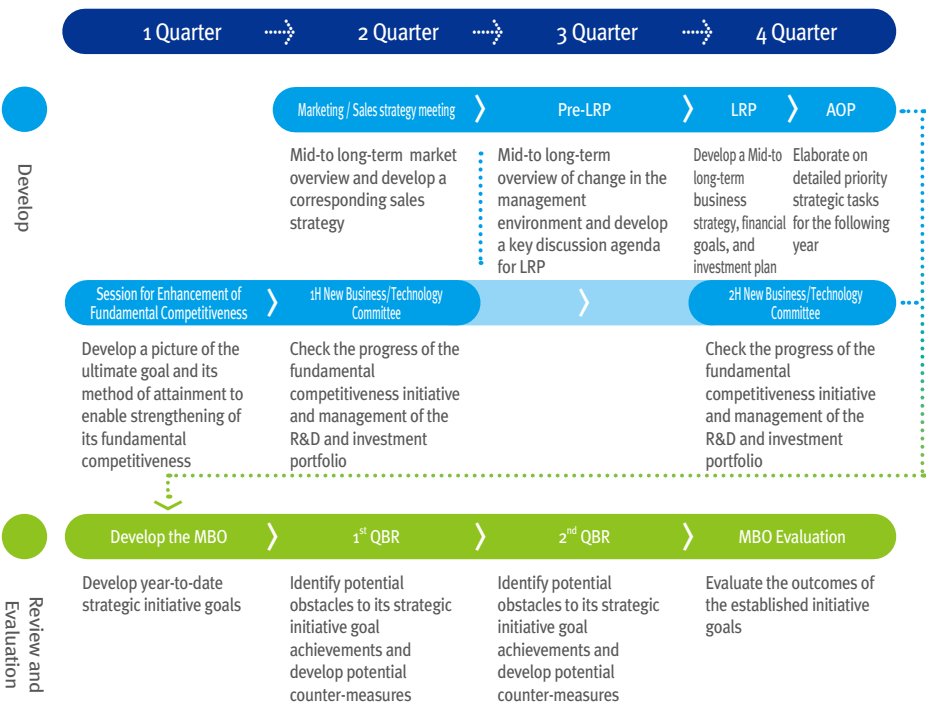 1 Quarter
2 Quarter
3 Quarter
4 Quarter
Develop
Marketing / Sales strategy meeting
Pre-LRP
LRP
AOP
Mid-to long-term market
overview and develop a
corresponding sales
strategy
Mid-to long-term
overview of change in the
management
environment and develop
a key discussion agenda
for LRP
Develop a Mid-to
long-term
business
strategy, financial
goals, and
investment plan
Elaborate on
detailed priority
strategic tasks
for the following
year
Session for Enhancement of
Fundamental Competitiveness
1H New Business/Technology
Committee
2H New Business/Technology
Committee
Develop a picture of the
ultimate goal and its
method of attainment to
enable strengthening of
its fundamental
competitiveness
Check the progress of the
fundamental
competitiveness initiative
and management of the
R&D and investment
portfolio
Check the progress of the
fundamental
competitiveness initiative
and management of the
R&D and investment
portfolio
Review and
Evaluation
Develop the MBO
1st QBR
2nd QBR
MBO Evaluation
Develop year-to-date
strategic initiative goals
Identify potential
obstacles to its strategic
initiative goal
achievements and
develop potential
counter-measures
Identify potential
obstacles to its strategic
initiative goal
achievements and
develop potential
counter-measures
Evaluate the outcomes of
the established initiative
goals